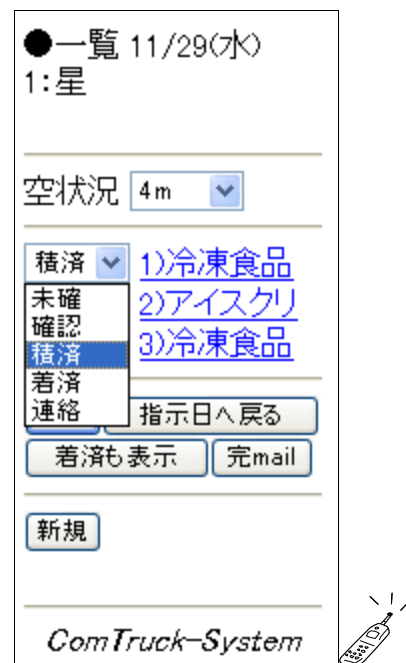 ●一覧 11/29(水)
1:星
空状況 4m
積済 1)冷凍食品
未確 2)アイスクリ
確認
積済 3)冷凍食品
着済
連絡 指示日へ戻る
着済も表示 完mail
新規
ComTruck-System